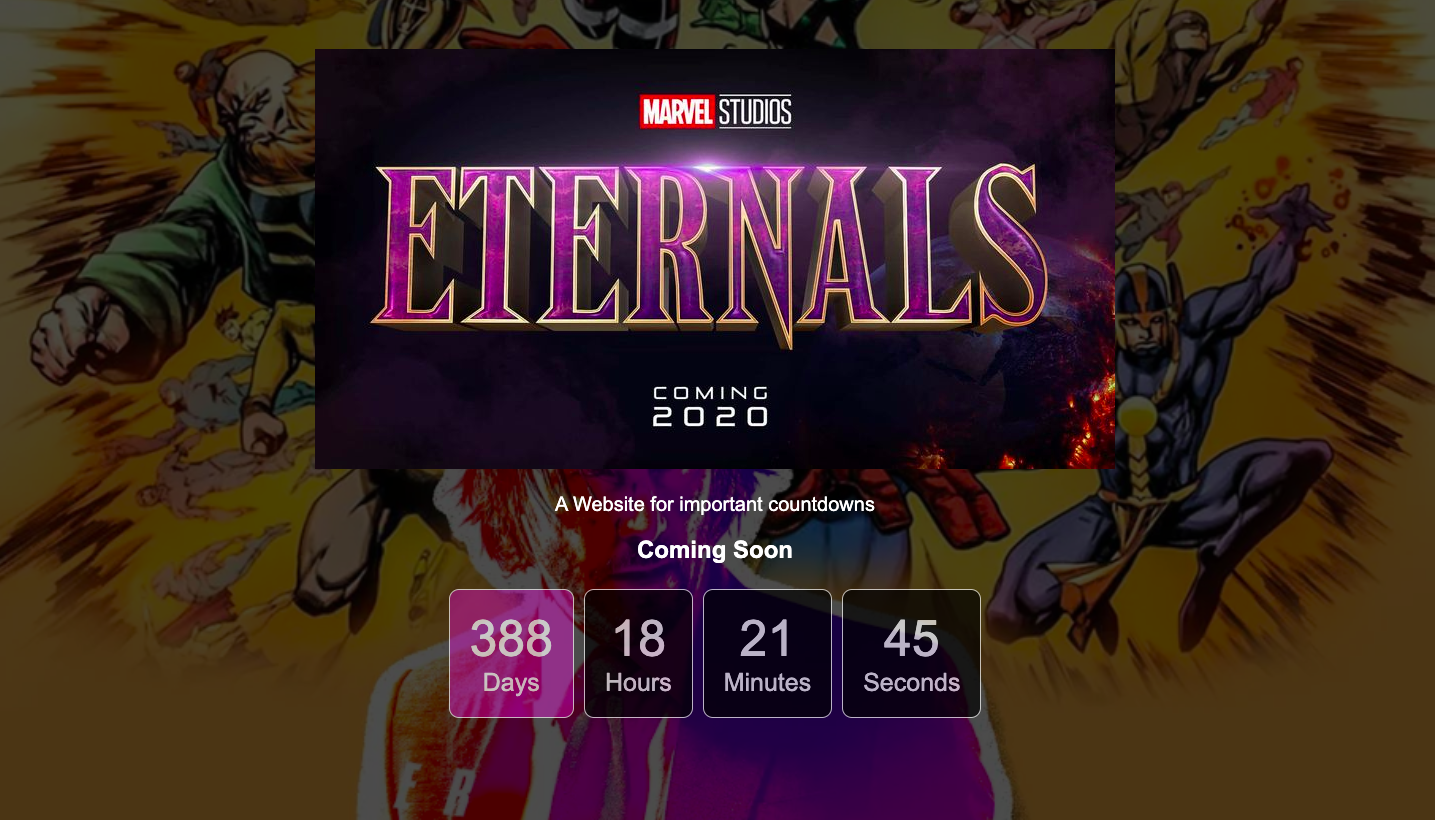 MARVEL STUDIOS
ETERNALS
COMING
2020
A Website for important countdowns
Coming Soon
388 18 21 45
Days Hours Minutes Seconds
E R